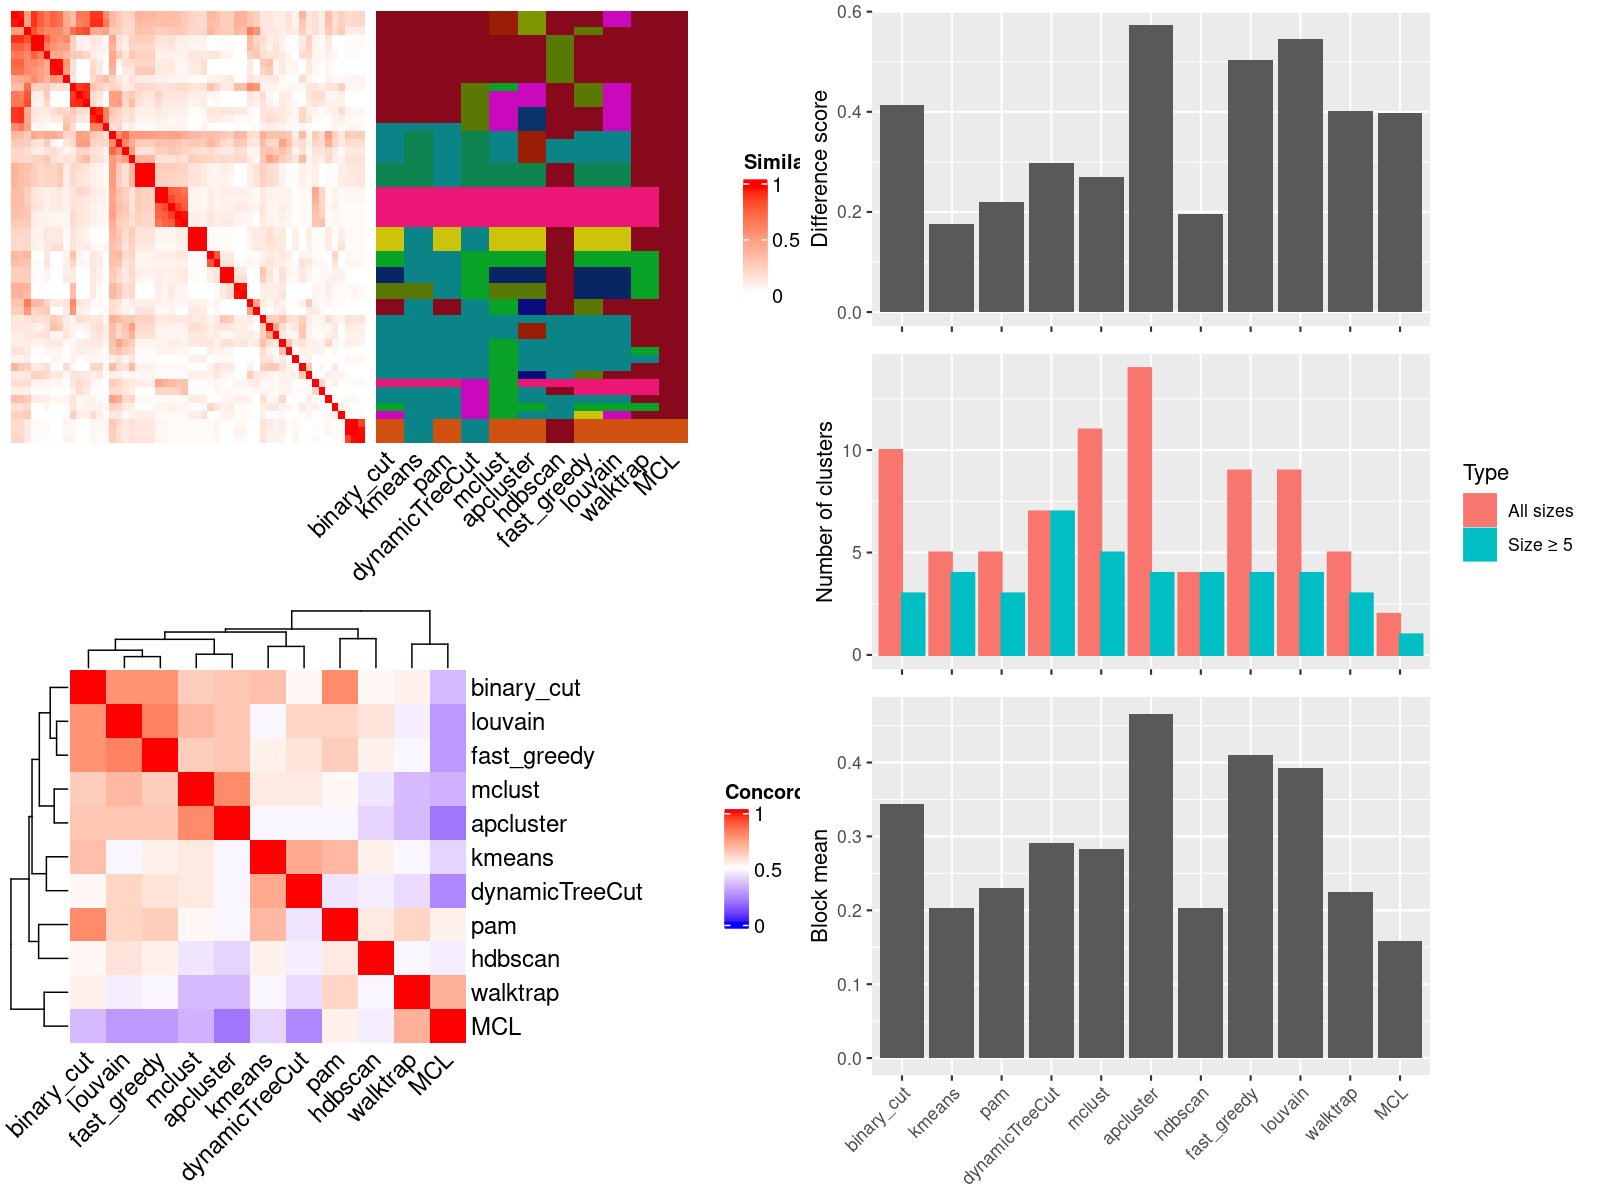 Simila
1
0.5
0
binary_cut
kmeans
pam
dynamicTreeCut
mclust
apcluster
hdbscan
fast_greedy
louvain
walktrap
MCL
binary_cut
louvain
fast_greedy
mclust
apcluster
kmeans
dynamicTreeCut
pam
hdbscan
walktrap
MCL
Concord
1
0.5
0
binary_cut
louvain
fast_greedy
mclust
apcluster
kmeans
dynamicTreeCut
pam
hdbscan
walktrap
MCL
Difference score
0.6
0.4
0.2
0.0
Number of clusters
10
5
0
Type
All sizes
Size ≥ 5
Block mean
0.4
0.3
0.2
0.1
0.0
binary_cut
kmeans
pam
dynamicTreeCut
mclust
apcluster
hdbscan
fast_greedy
louvain
walktrap
MCL